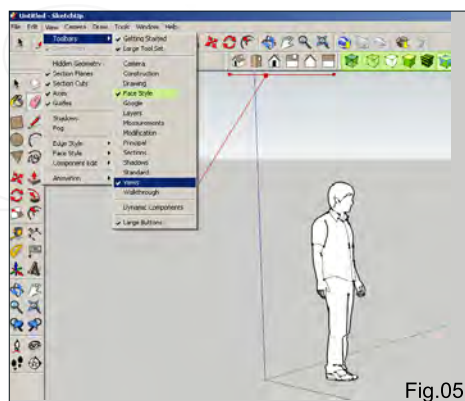 Untitled - SketchUp
File Edit View Camera Draw Tools Window Help
Toolbars
Hidden Geometry
Section Planes
Section Cuts
Axes
Guides
Shadows
Fog
Edge Style
Face Style
Component Edit
Animation
Getting Started
Large Tool Set
Camera
Construction
Drawing
Face Style
Google
Layers
Measurements
Modification
Principal
Sections
Shadows
Standard
Views
Walkthrough
Dynamic Components
Large Buttons
Fig.05